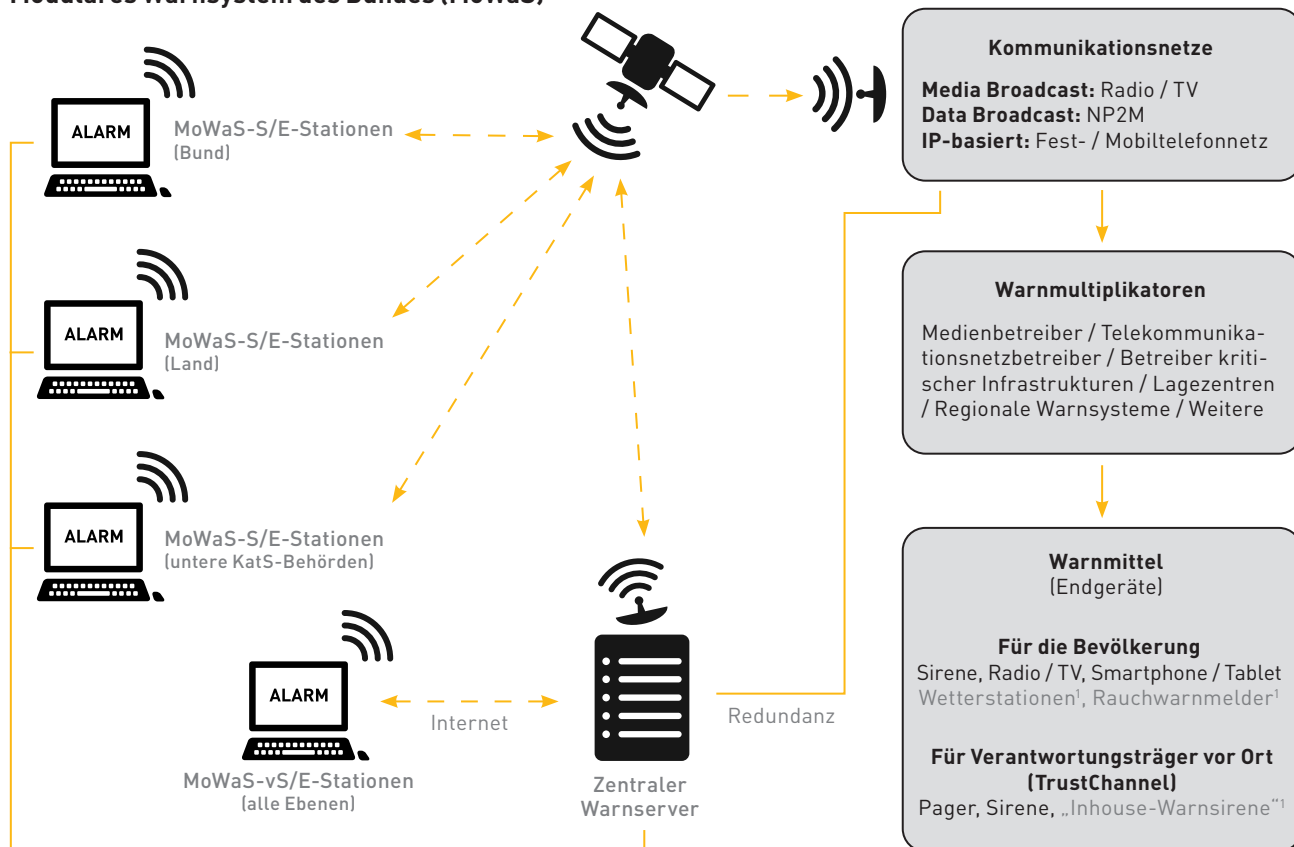 Modulares Warnsystem des Bundes (MoWaS)
ALARM
MoWaS-S/E-Stationen
(Bund)
ALARM
MoWaS-S/E-Stationen
(Land)
ALARM
MoWaS-S/E-Stationen
(untere KatS-Behörden)
ALARM
MoWaS-vS/E-Stationen
(alle Ebenen)
Internet
Zentraler
Warnserver
Redundanz
Kommunikationsnetze
Media Broadcast: Radio / TV
Data Broadcast: NP2M
IP-basiert: Fest- / Mobiltelefonnetz
Warnmultiplikatoren
Medienbetreiber / Telekommunika-
tionsnetzbetreiber / Betreiber kriti-
scher Infrastrukturen / Lagezentren
/ Regionale Warnsysteme / Weitere
Warnmittel
(Endgeräte)
Für die Bevölkerung
Sirene, Radio / TV, Smartphone / Tablet
Wetterstationen¹, Rauchwarnmelder¹
Für Verantwortungsträger vor Ort
(TrustChannel)
Pager, Sirene, „Inhouse-Warnsirene"¹